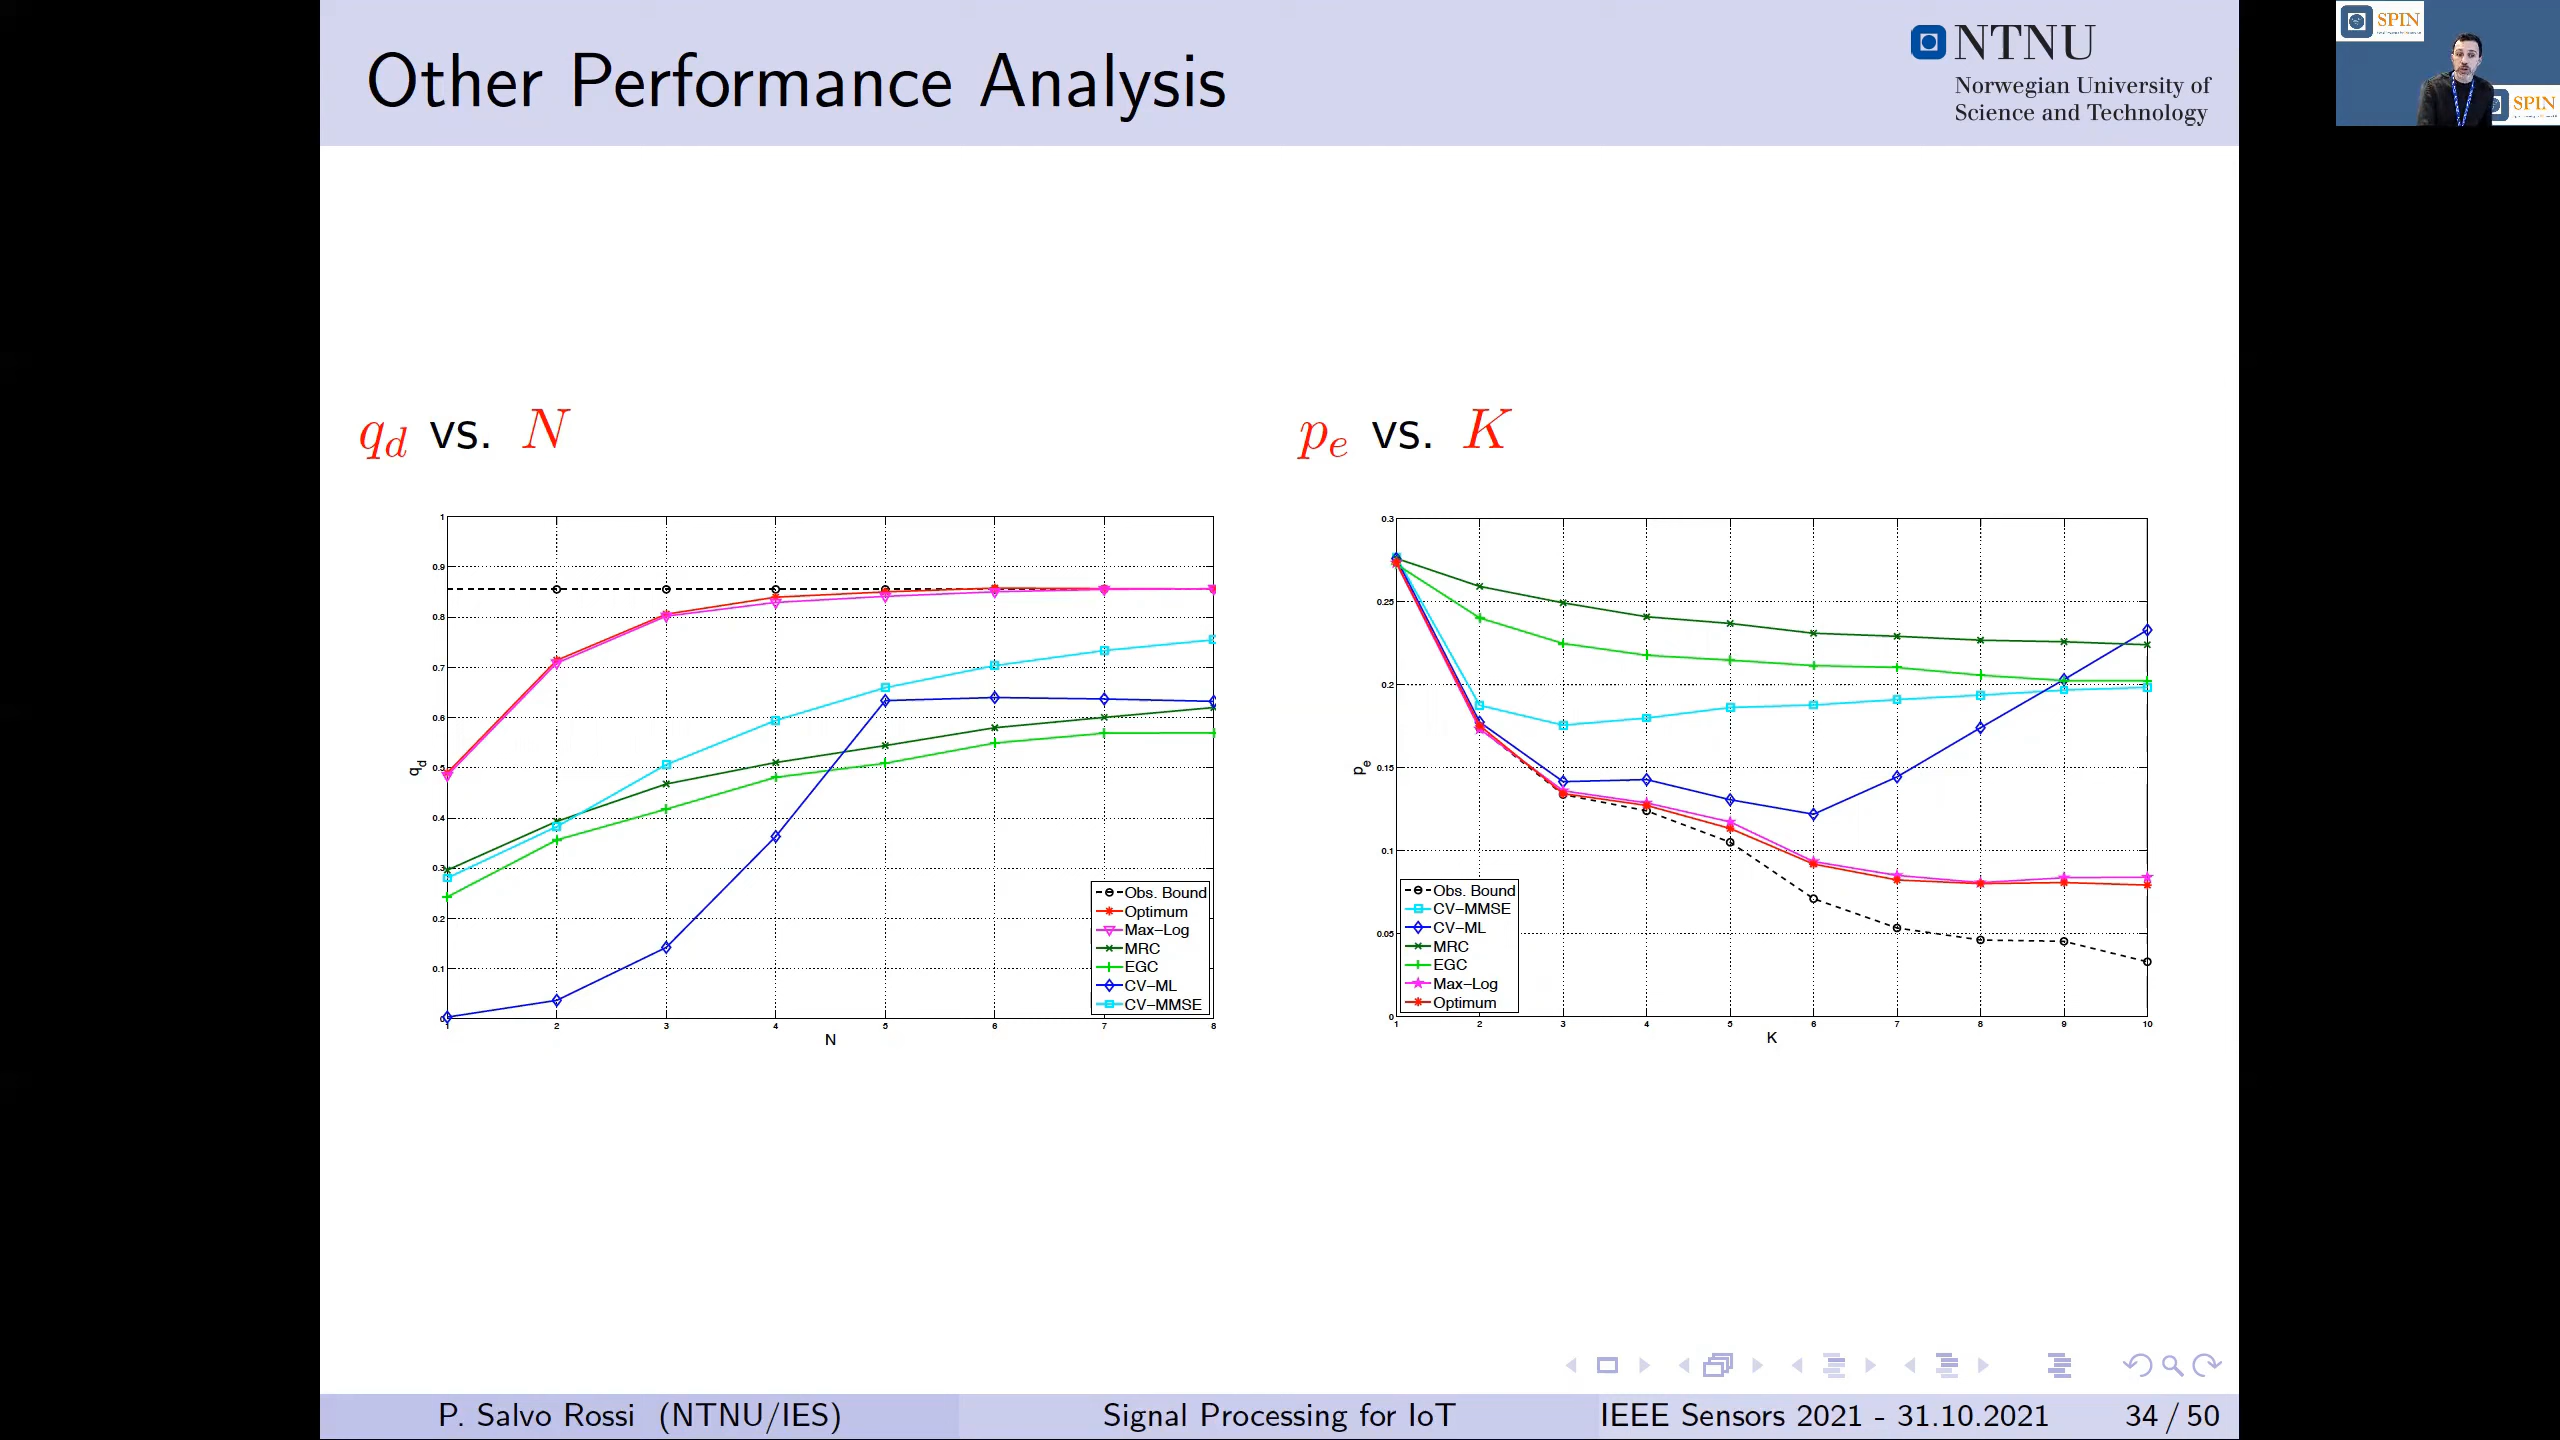 Other Performance Analysis
NTNU
Norwegian University of
Science and Technology
SPIN
SPIN
q_d vs. N
p_e vs. K
1
0.9
0.8
0.7
0.6
0.5
0.4
0.3
0.2
0.1
0
q_d
1 2 3 4 5 6 7 8
N
Obs. Bound
Optimum
Max-Log
MRC
EGC
CV-ML
CV-MMSE
0.3
0.25
0.2
0.15
0.1
0.05
0
p_e
1 2 3 4 5 6 7 8 9 10
K
Obs. Bound
CV-MMSE
CV-ML
MRC
EGC
Max-Log
Optimum
P. Salvo Rossi (NTNU/IES)
Signal Processing for IoT
IEEE Sensors 2021 - 31.10.2021
34 / 50